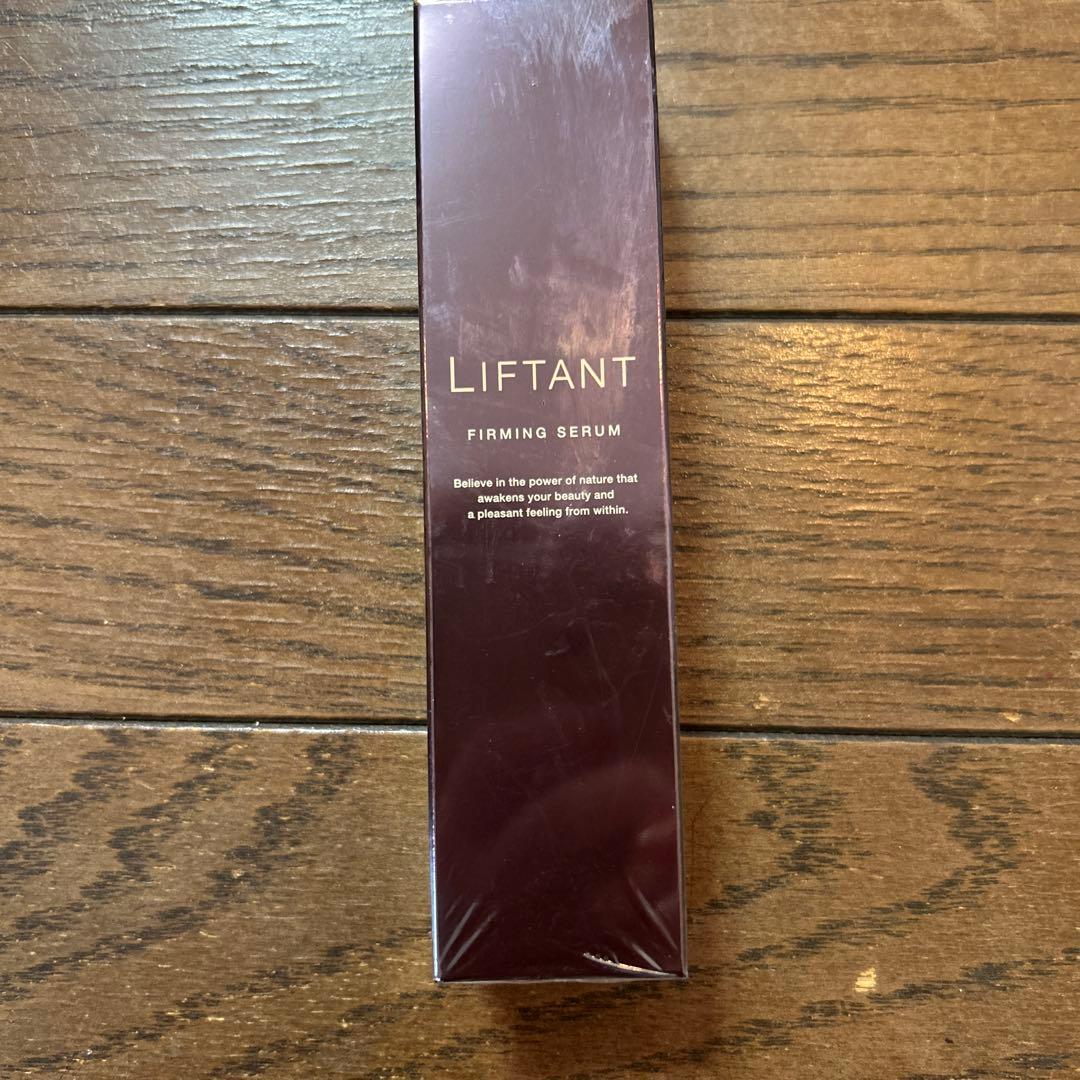 LIFTANT
FIRMING SERUM
Believe in the power of nature that
awakens your beauty and
a pleasant feeling from within.